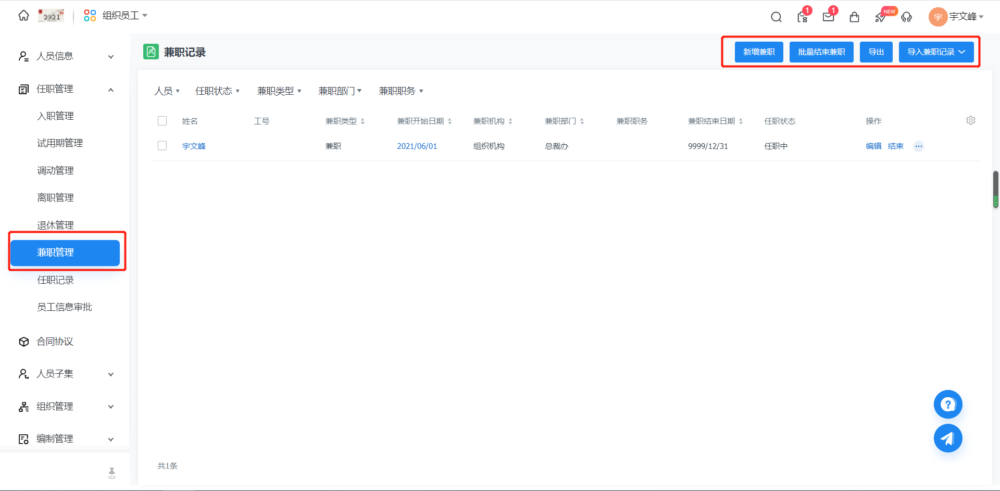 2021 组织员工 1 1 NEW 宇 宇文峰
人员信息
任职管理
入职管理
试用期管理
调动管理
离职管理
退休管理
兼职管理
任职记录
员工信息审批
合同协议
人员子集
组织管理
编制管理
兼职记录 新增兼职 批量结束兼职 导出 导入兼职记录
人员 任职状态 兼职类型 兼职部门 兼职职务
姓名 工号 兼职类型 兼职开始日期 兼职机构 兼职部门 兼职职务 兼职结束日期 任职状态 操作
宇文峰 兼职 2021/06/01 组织机构 总裁办 9999/12/31 任职中 编辑 结束 ...
共1条